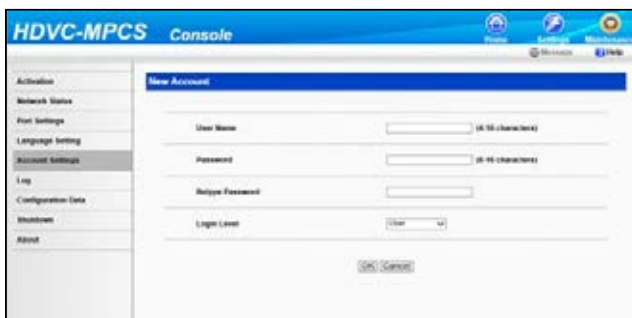 HDVC-MPCS Console
Home Settings Maintenance
Message Help
Activation
Network Status
Port Settings
Language Setting
Account Settings
Log
Configuration Data
Shutdown
About
New Account
User Name (4-16 characters)
Password (4-16 characters)
Retype Password
Login Level User
OK Cancel